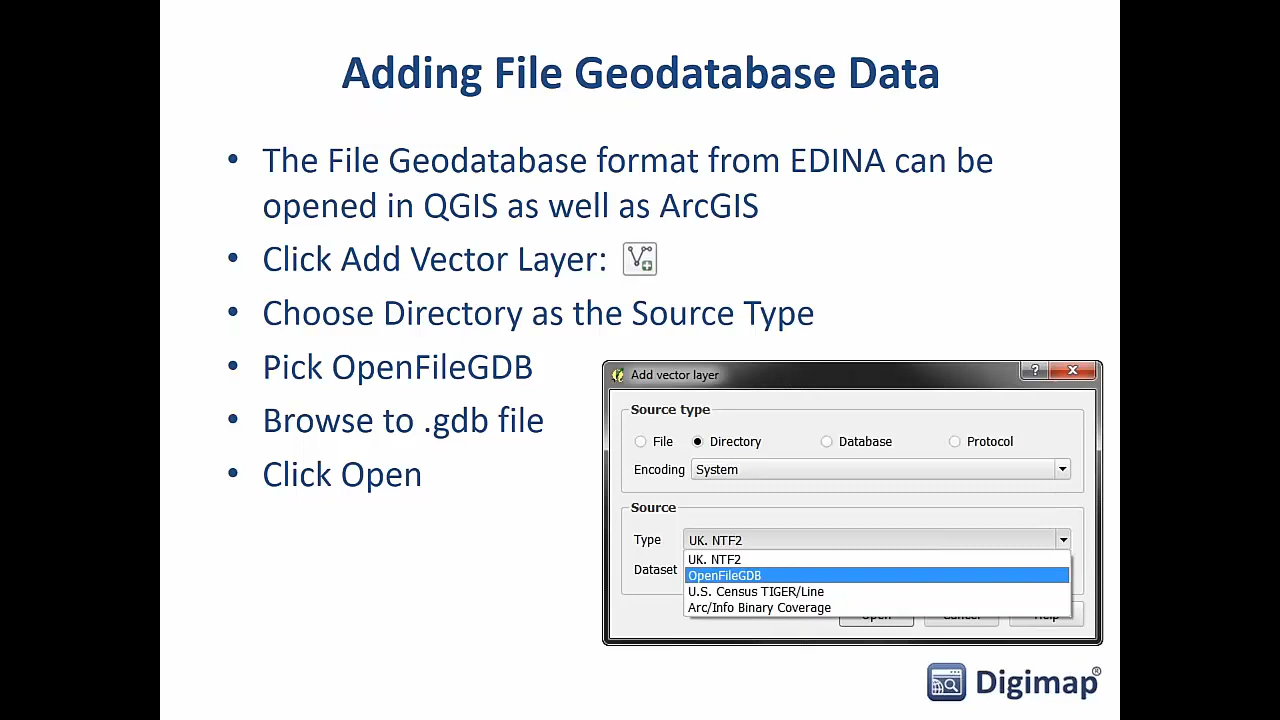 Adding File Geodatabase Data
• The File Geodatabase format from EDINA can be
opened in QGIS as well as ArcGIS
• Click Add Vector Layer:
• Choose Directory as the Source Type
• Pick OpenFileGDB
• Browse to .gdb file
• Click Open
Add vector layer
?
Source type
File Directory Database Protocol
Encoding System
Source
Type UK. NTF2
UK. NTF2
Dataset
OpenFileGDB
U.S. Census TIGER/Line
Arc/Info Binary Coverage
Open Cancel Help
Digimap®